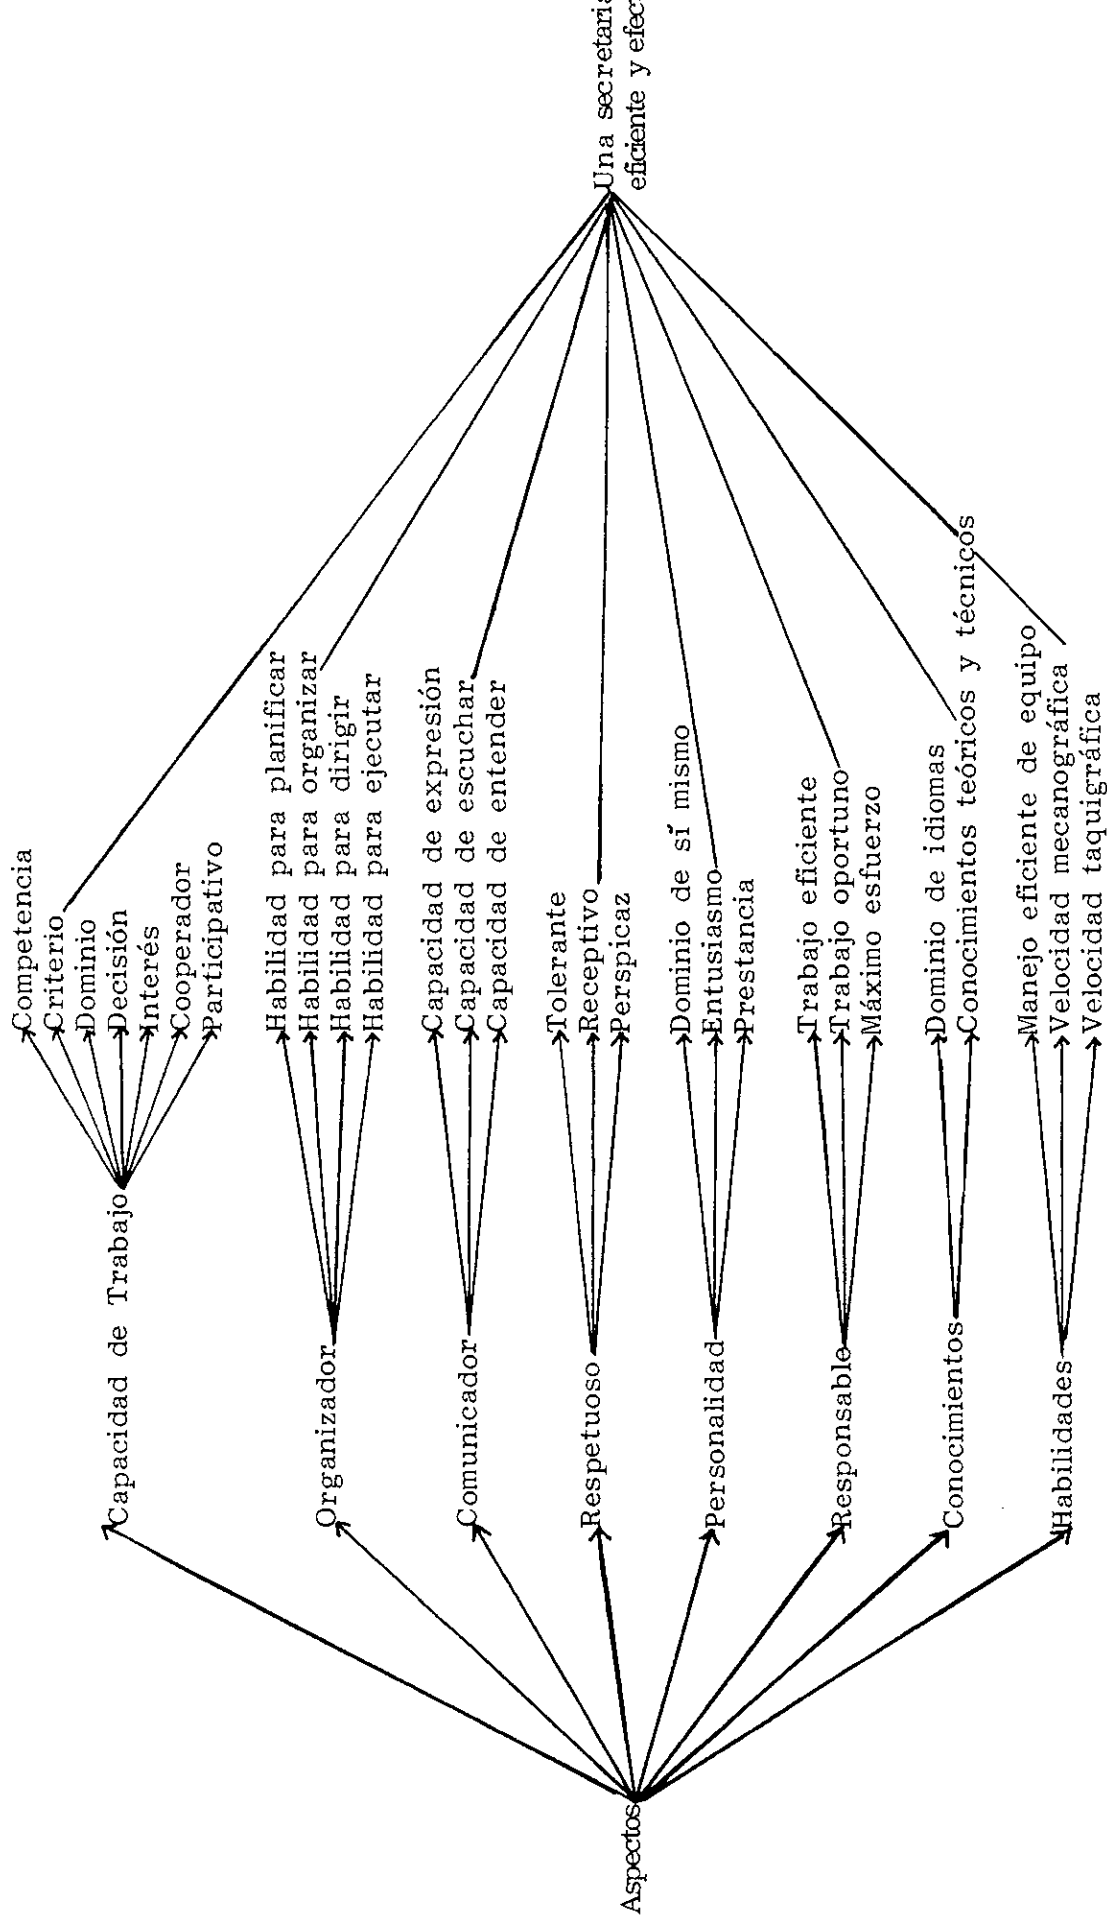 Aspectos
Capacidad de Trabajo
Competencia
Criterio
Dominio
Decisión
Interés
Cooperador
Participativo
Organizador
Habilidad para planificar
Habilidad para organizar
Habilidad para dirigir
Habilidad para ejecutar
Comunicador
Capacidad de expresión
Capacidad de escuchar
Capacidad de entender
Respetuoso
Tolerante
Receptivo
Perspicaz
Personalidad
Dominio de sí mismo
Entusiasmo
Prestancia
Responsable
Trabajo eficiente
Trabajo oportuno
Máximo esfuerzo
Conocimientos
Dominio de idiomas
Conocimientos teóricos y técnicos
Habilidades
Manejo eficiente de equipo
Velocidad mecanográfica
Velocidad taquigráfica
Una secretaria
eficiente y efec